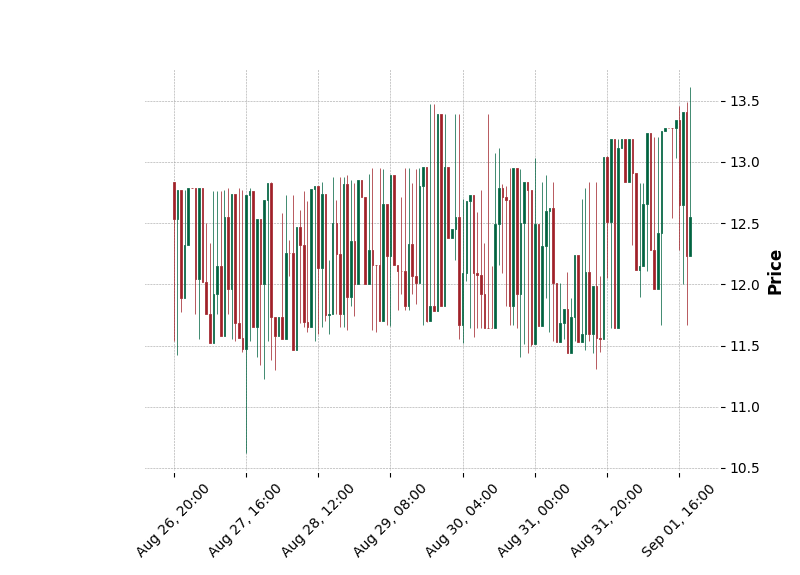 13.5
13.0
12.5
12.0
11.5
11.0
10.5
Price
Aug 26, 20:00
Aug 27, 16:00
Aug 28, 12:00
Aug 29, 08:00
Aug 30, 04:00
Aug 31, 00:00
Aug 31, 20:00
Sep 01, 16:00